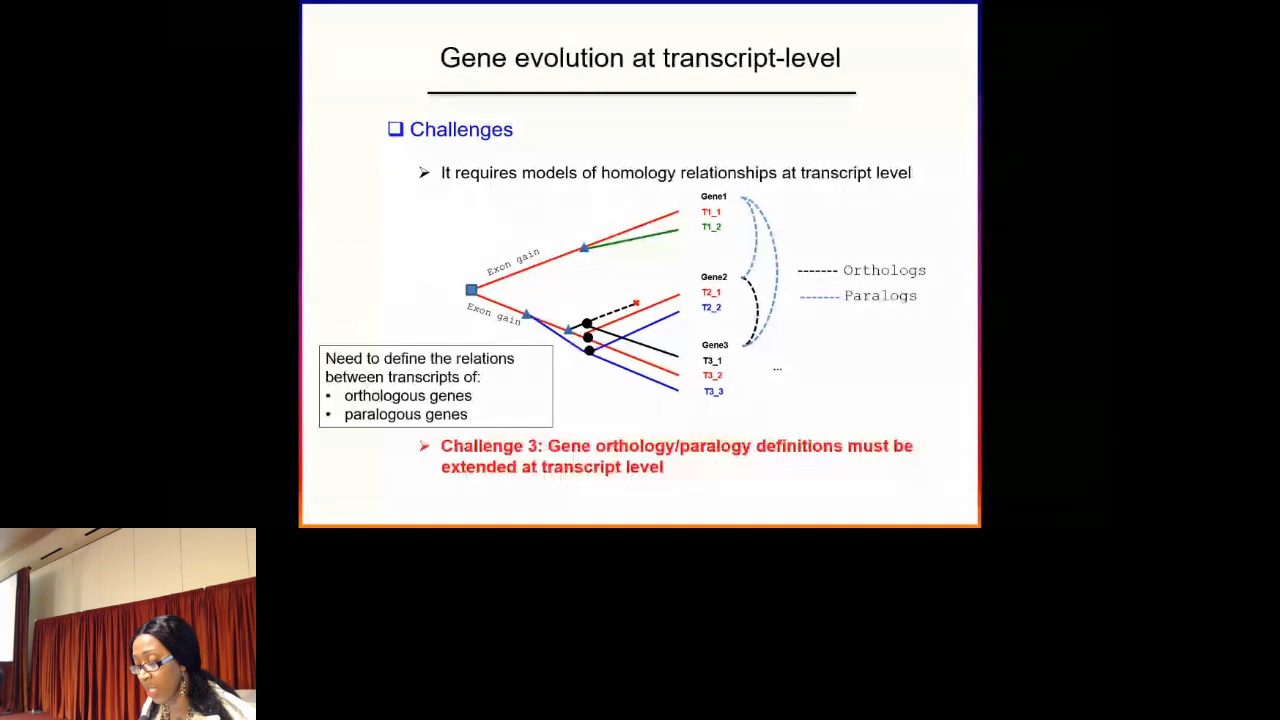 Gene evolution at transcript-level
❑ Challenges
➢ It requires models of homology relationships at transcript level
Gene1
T1_1
T1_2
Exon gain
Gene2
T2_1
T2_2
Exon gain
Gene3
T3_1
T3_2
T3_3
Orthologs
Paralogs
...
Need to define the relations
between transcripts of:
• orthologous genes
• paralogous genes
➢ Challenge 3: Gene orthology/paralogy definitions must be
extended at transcript level